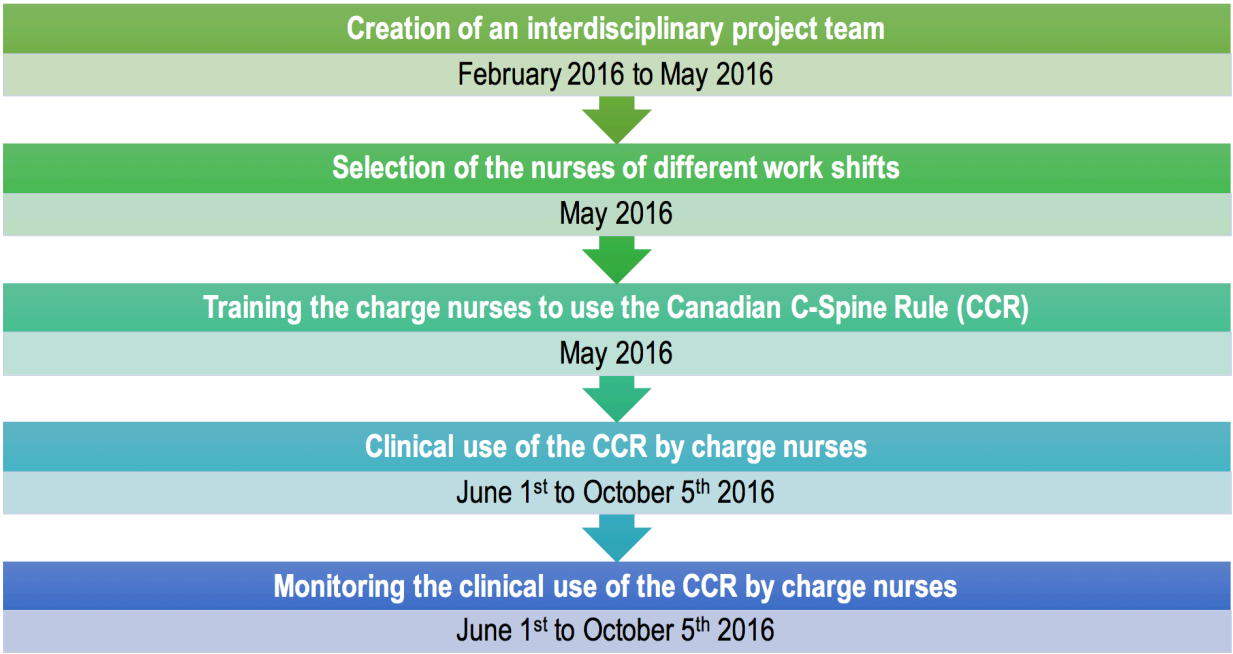 Creation of an interdisciplinary project team
February 2016 to May 2016
Selection of the nurses of different work shifts
May 2016
Training the charge nurses to use the Canadian C-Spine Rule (CCR)
May 2016
Clinical use of the CCR by charge nurses
June 1st to October 5th 2016
Monitoring the clinical use of the CCR by charge nurses
June 1st to October 5th 2016